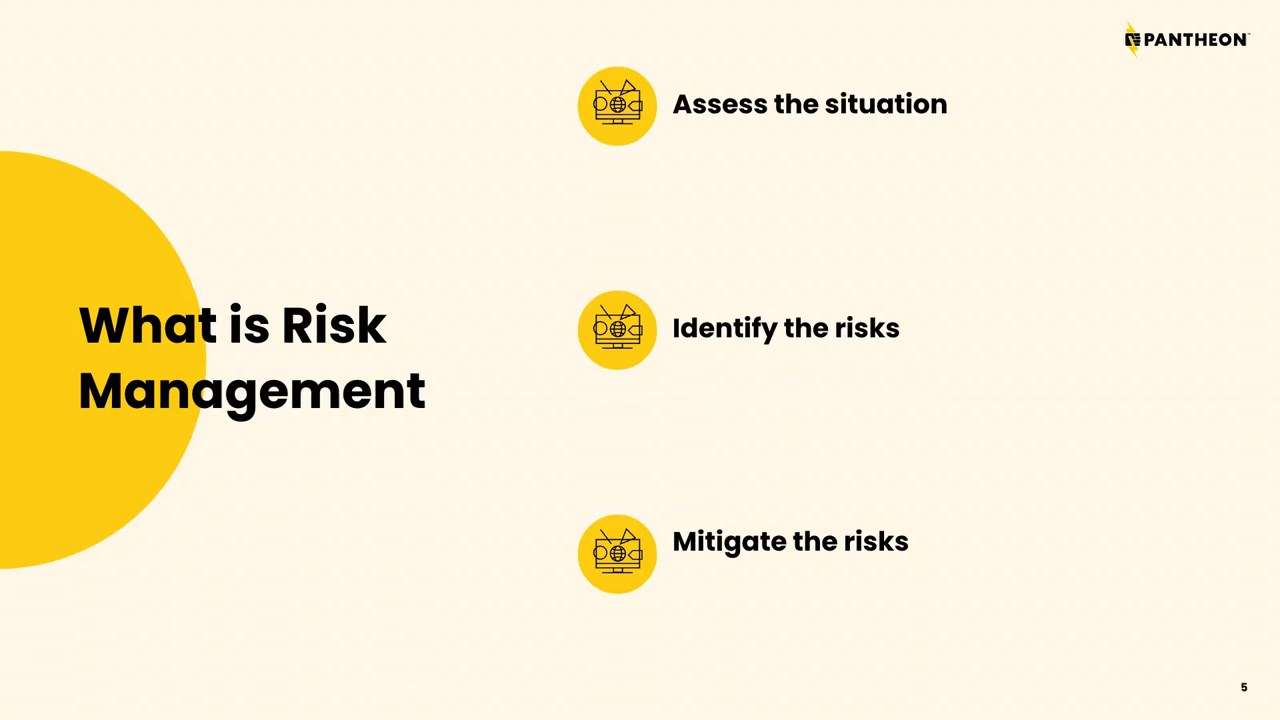 PANTHEON
What is Risk
Management
Assess the situation
Identify the risks
Mitigate the risks
5